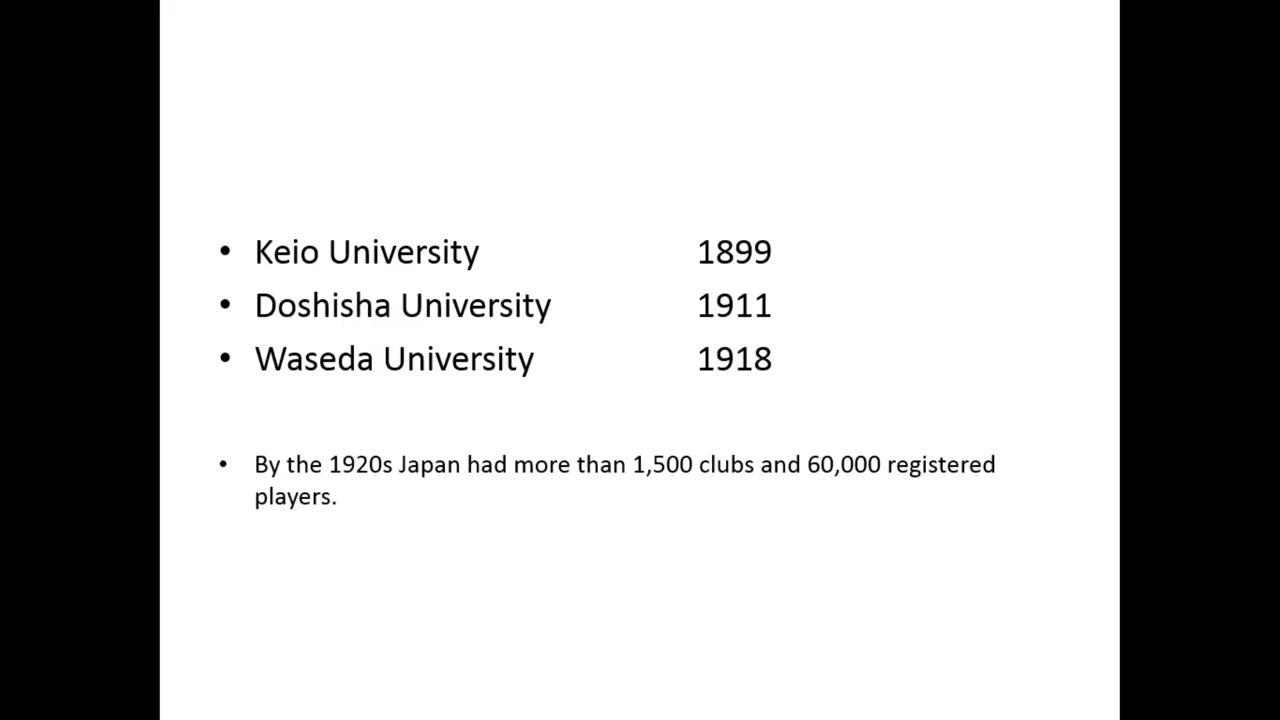 • Keio University 1899
• Doshisha University 1911
• Waseda University 1918
• By the 1920s Japan had more than 1,500 clubs and 60,000 registered
players.